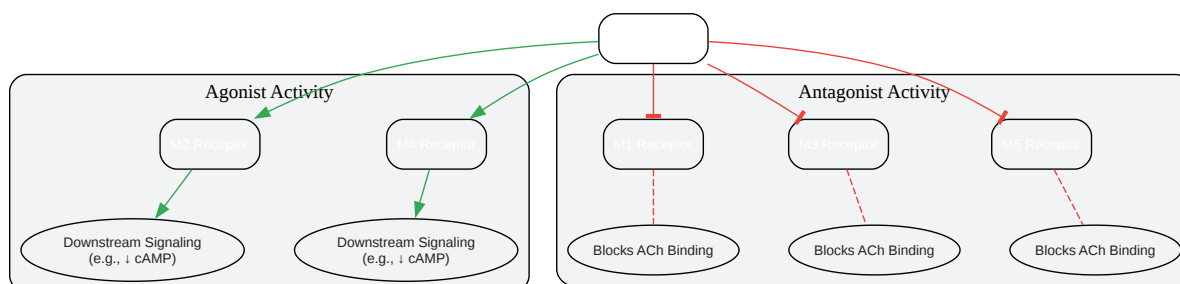 Agonist Activity
Antagonist Activity
M2 Receptor
M4 Receptor
M1 Receptor
M3 Receptor
M5 Receptor
Downstream Signaling
(e.g., ↓ cAMP)
Downstream Signaling
(e.g., ↓ cAMP)
Blocks ACh Binding
Blocks ACh Binding
Blocks ACh Binding